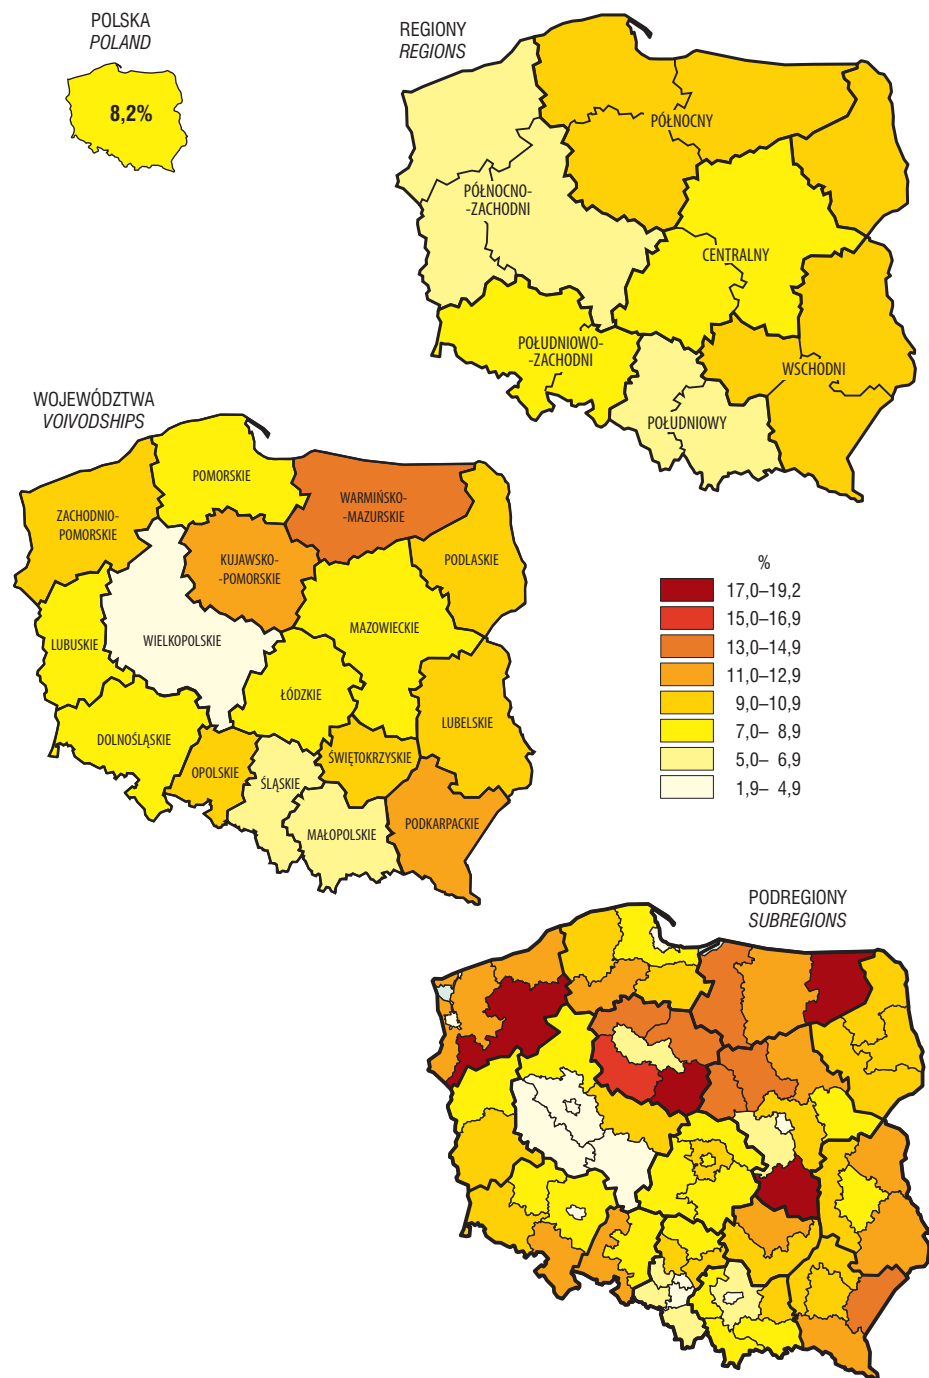 POLSKA
POLAND
8,2%
REGIONY
REGIONS
PÓŁNOCNY
PÓŁNOCNO-
-ZACHODNI
CENTRALNY
POŁUDNIOWO-
-ZACHODNI
WSCHODNI
POŁUDNIOWY
WOJEWÓDZTWA
VOIVODSHIPS
POMORSKIE
WARMIŃSKO-
-MAZURSKIE
ZACHODNIO-
POMORSKIE
KUJAWSKO-
-POMORSKIE
PODLASKIE
MAZOWIECKIE
WIELKOPOLSKIE
LUBUSKIE
ŁÓDZKIE
LUBELSKIE
DOLNOŚLĄSKIE
OPOLSKIE
ŚLĄSKIE
ŚWIĘTOKRZYSKIE
MAŁOPOLSKIE
PODKARPACKIE
%
17,0–19,2
15,0–16,9
13,0–14,9
11,0–12,9
9,0–10,9
7,0– 8,9
5,0– 6,9
1,9– 4,9
PODREGIONY
SUBREGIONS